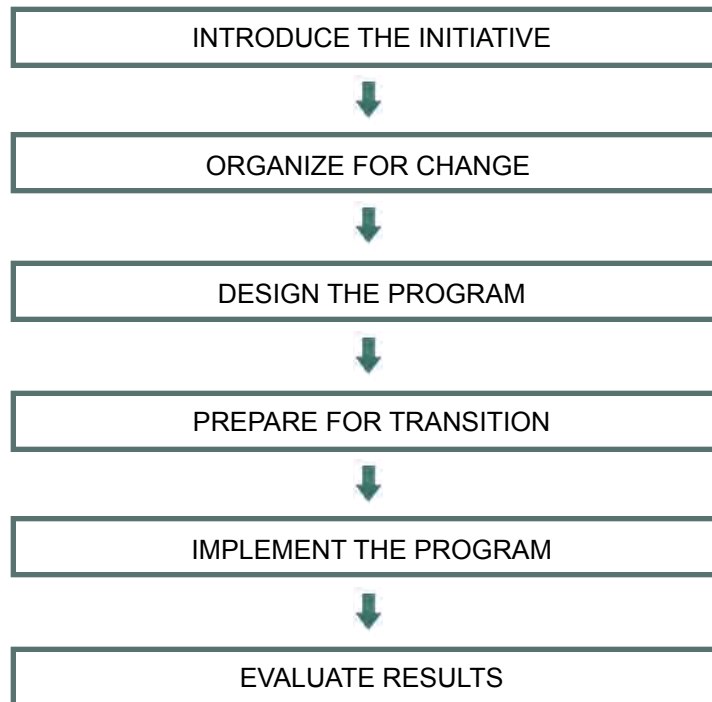 INTRODUCE THE INITIATIVE
ORGANIZE FOR CHANGE
DESIGN THE PROGRAM
PREPARE FOR TRANSITION
IMPLEMENT THE PROGRAM
EVALUATE RESULTS